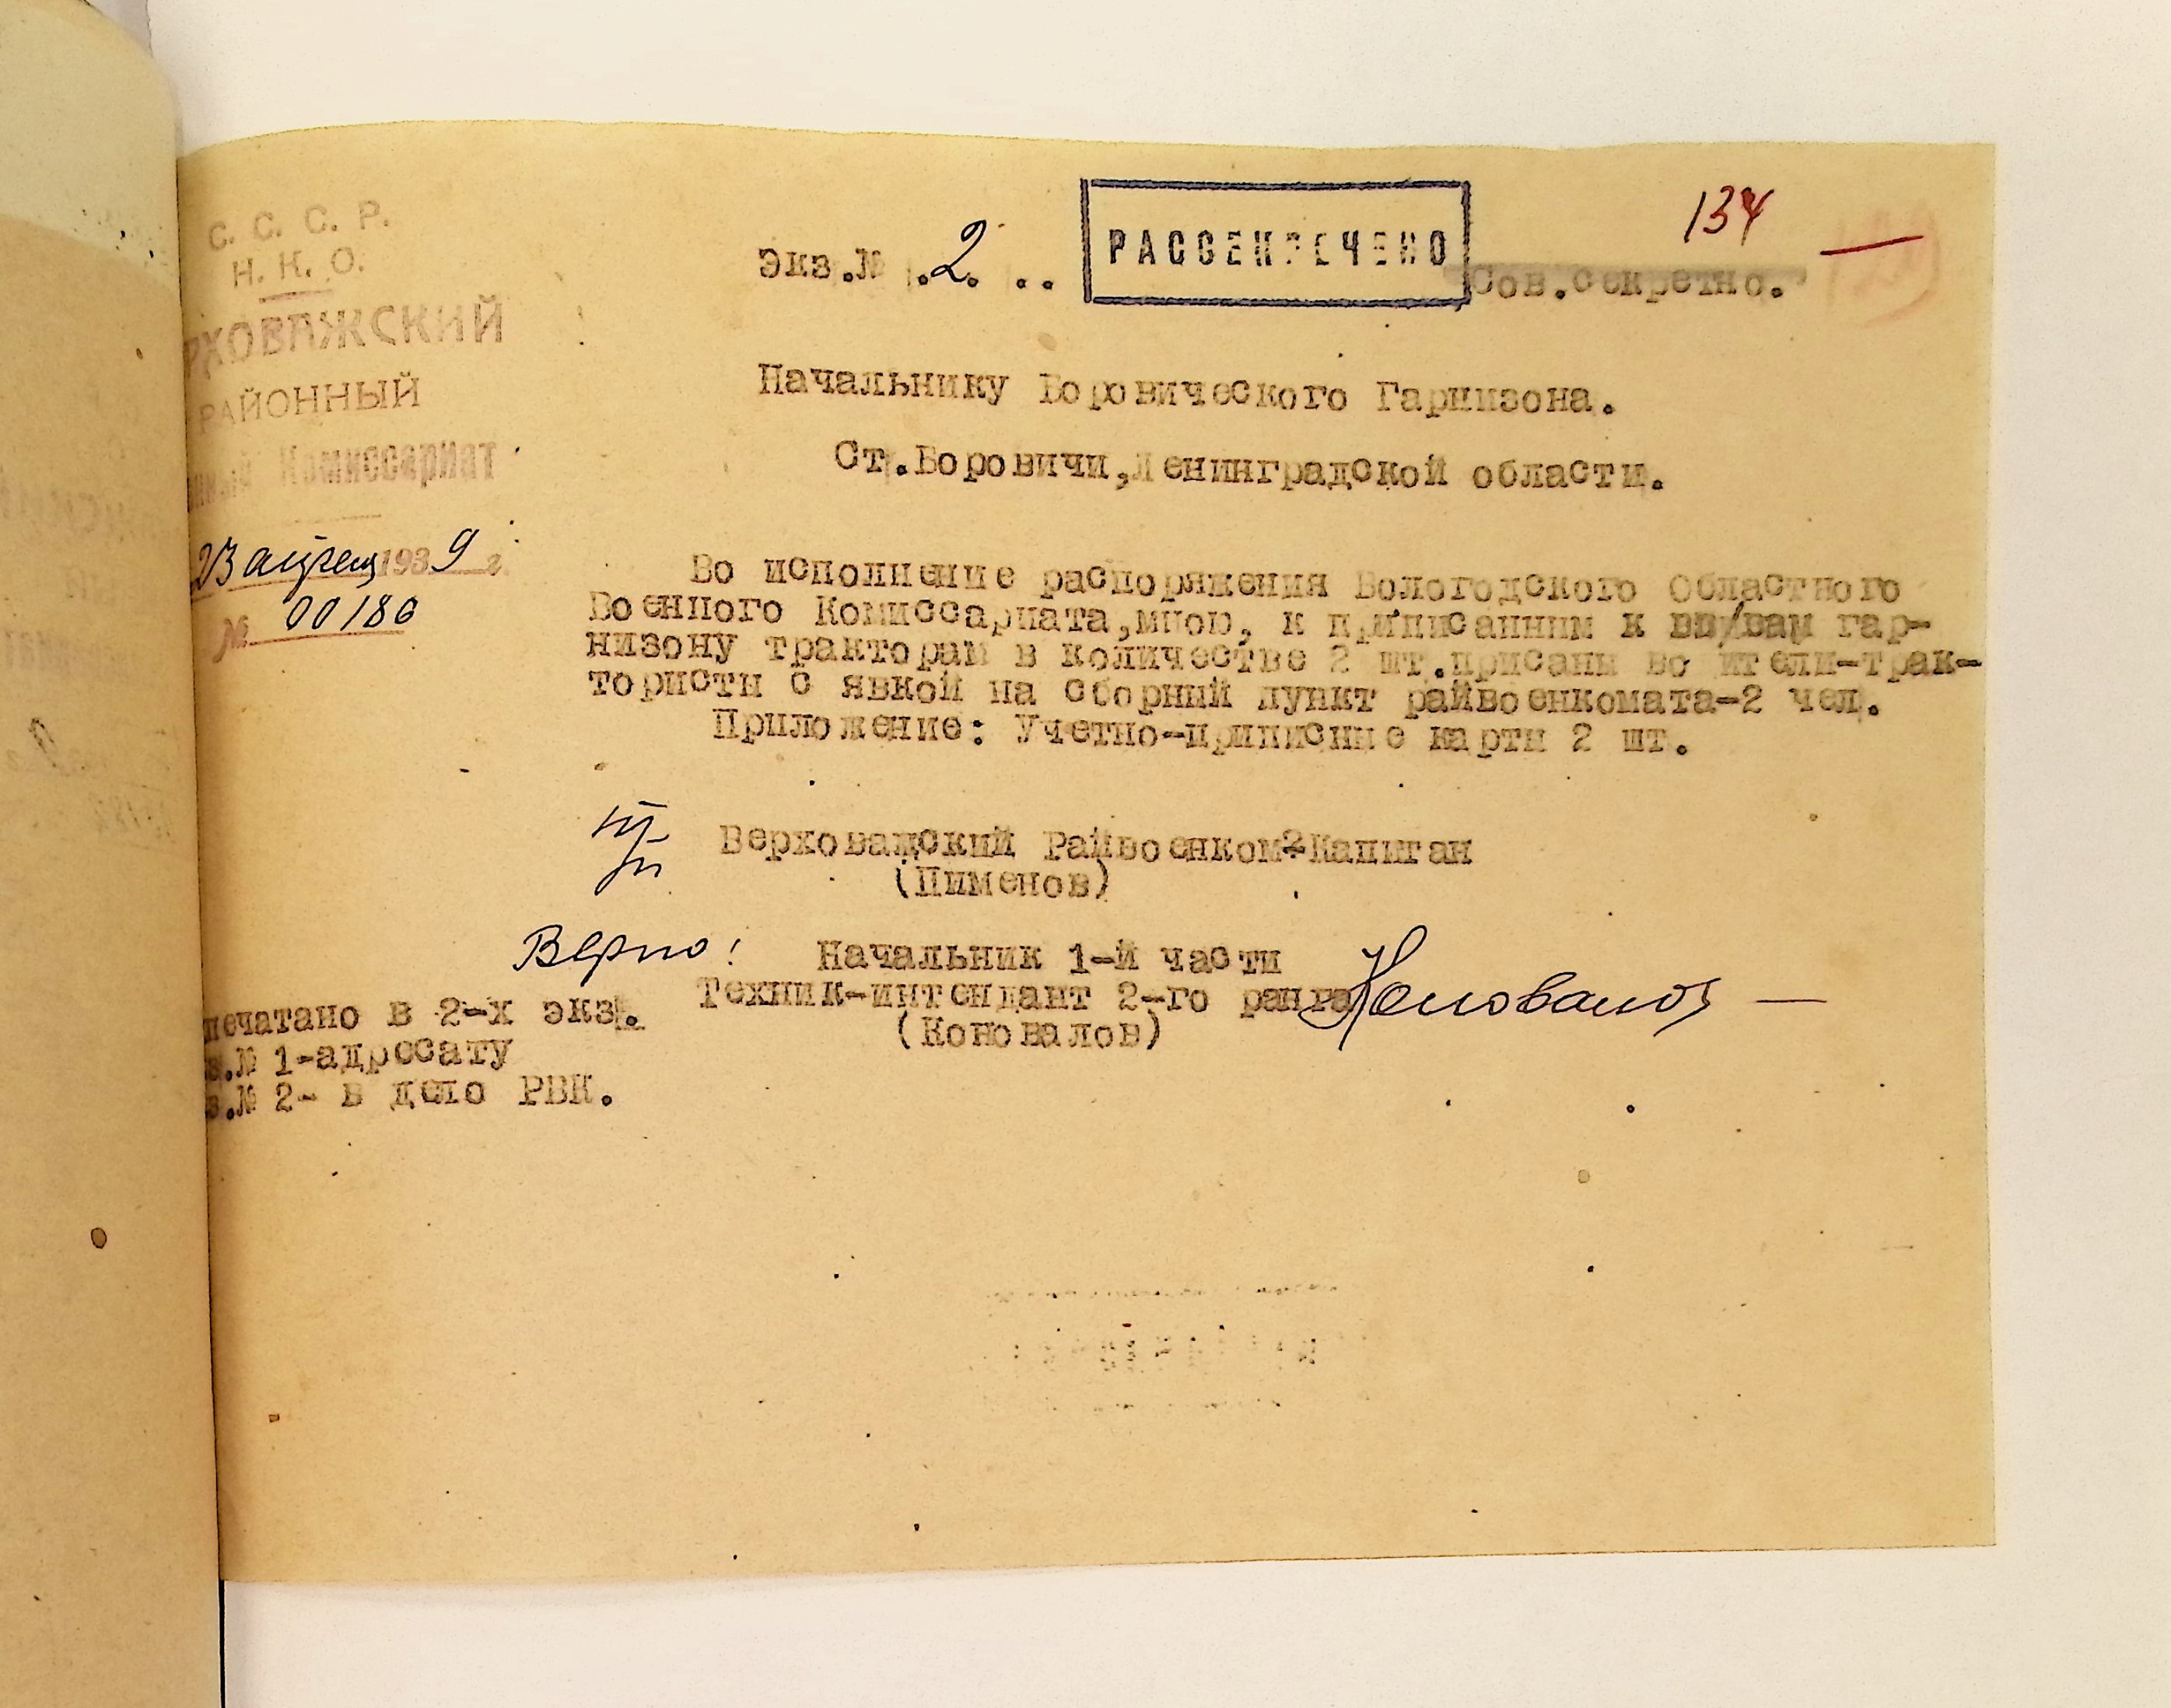 С. С. С. Р.
Н. К. О.
РХОВАЖСКИЙ
РАЙОННЫЙ
Комиссариат
23 апреля 1939 г.
№ 00186
Экз.№ .2. ..
РАССЕКРЕЧЕНО
134
Сов.секретно.
Начальнику Боровического Гарнизона.
Ст.Боровичи,Ленинградской области.
Во исполнение распоряжения Вологодского Областного
Военного Комиссариата,мною, к приписанным к гар-
низону тракторам в количестве 2 шт.присаны водители-трак-
тористы с явкой на сборный пункт райвоенкомата-2 чел.
Приложение: Учетно-приписные карты 2 шт.
Верховажский Райвоенком-Капитан
(Пименов)
Верно! Начальник 1-й части
Техник-интендант 2-го ранга Коновалов
(Коновалов)
печатано в 2-х экз.
з.№ 1-адресату
з.№ 2- в дело РВК.